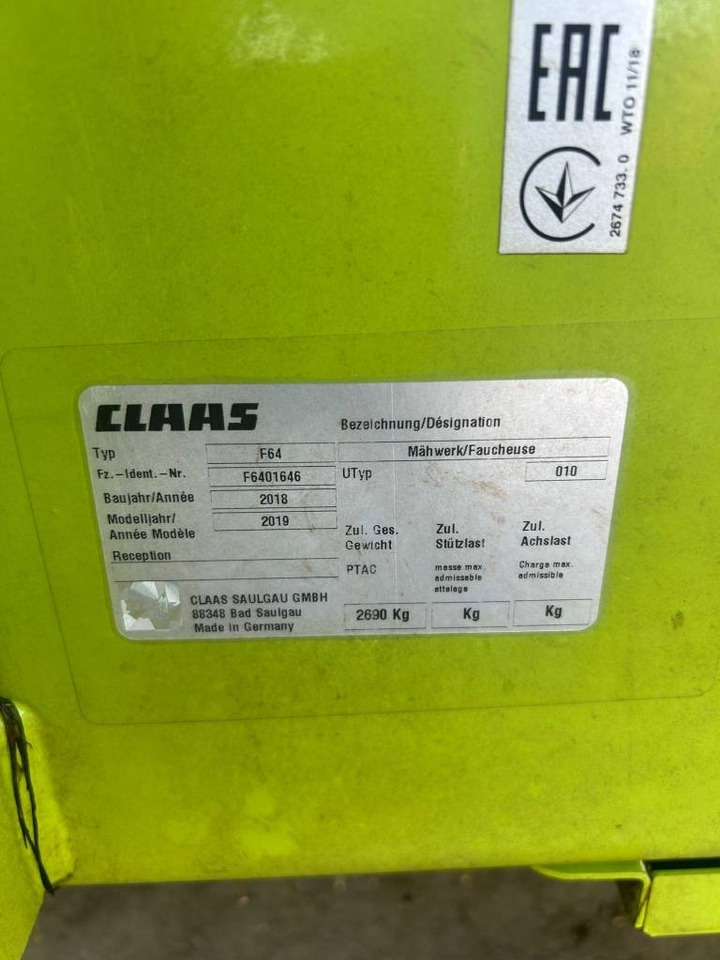 EAC
2674 733. 0 WTO 11/18
CLAAS
Bezeichnung/Désignation
Typ F64 Mähwerk/Faucheuse
Fz.-Ident.-Nr. F6401646 UTyp 010
Baujahr/Année 2018
Modelljahr/ 2019
Année Modèle
Zul. Ges. Zul. Zul.
Gewicht Stützlast Achslast
Reception
PTAC masse max. Charge max.
admissable admissible
attelage
CLAAS SAULGAU GMBH
88348 Bad Saulgau
Made in Germany
2690 Kg Kg Kg